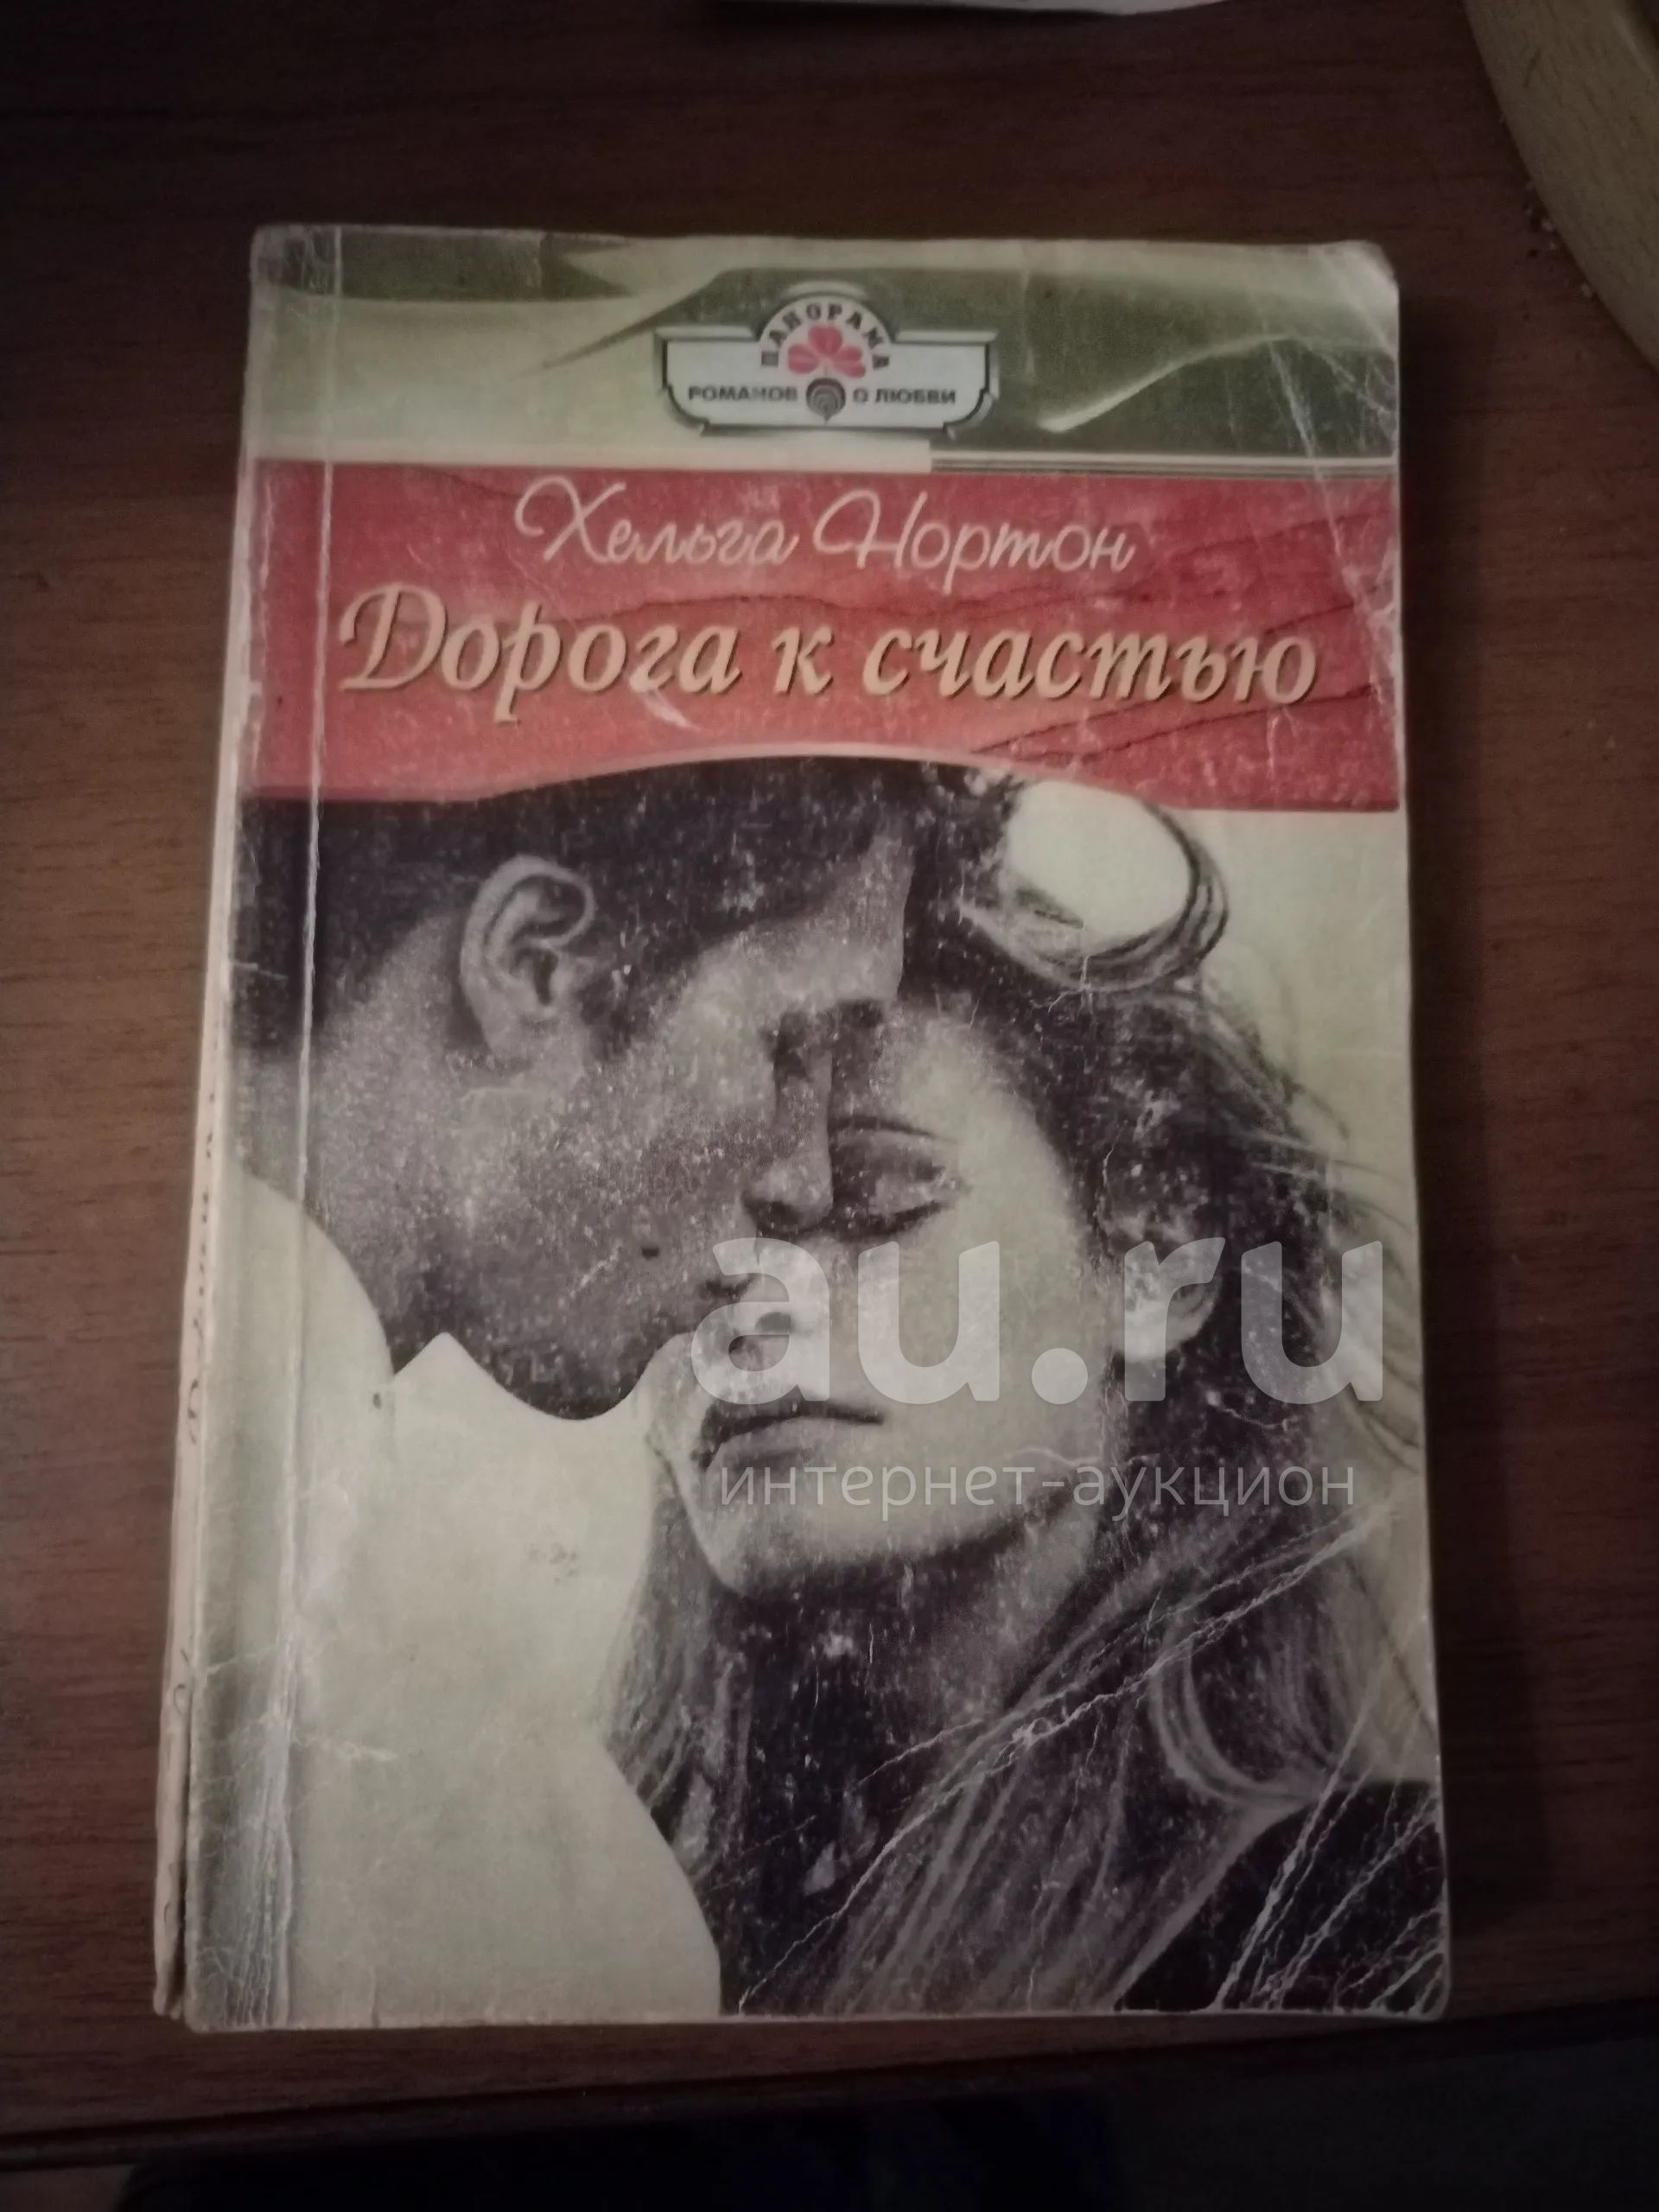 ПАНОРАМА
РОМАНОВ О ЛЮБВИ
Хельга Нортон
Дорога к счастью
au.ru
интернет-аукцион